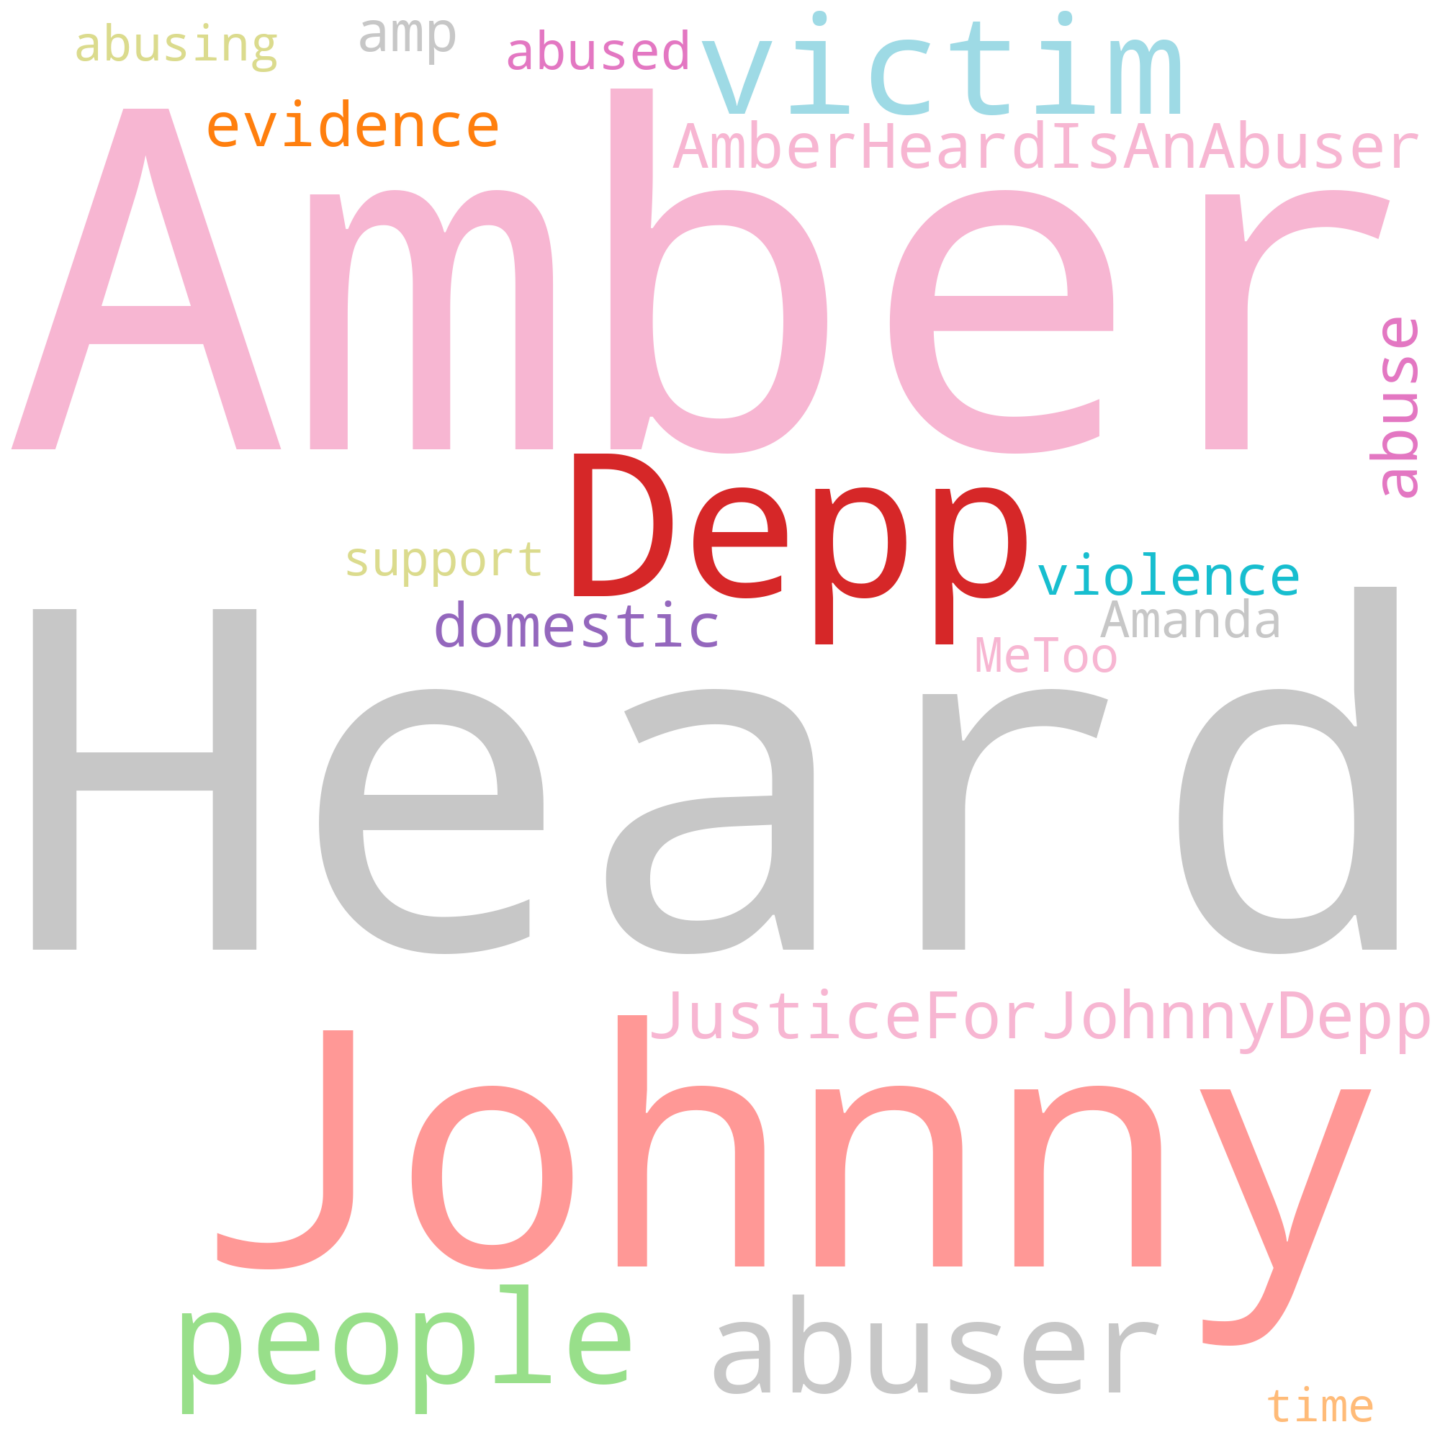 abusing
amp
abused
victim
evidence
AmberHeardIsAnAbuser
Amber
abuse
Depp
support
violence
domestic
Amanda
MeToo
Heard
JusticeForJohnnyDepp
Johnny
people
abuser
time